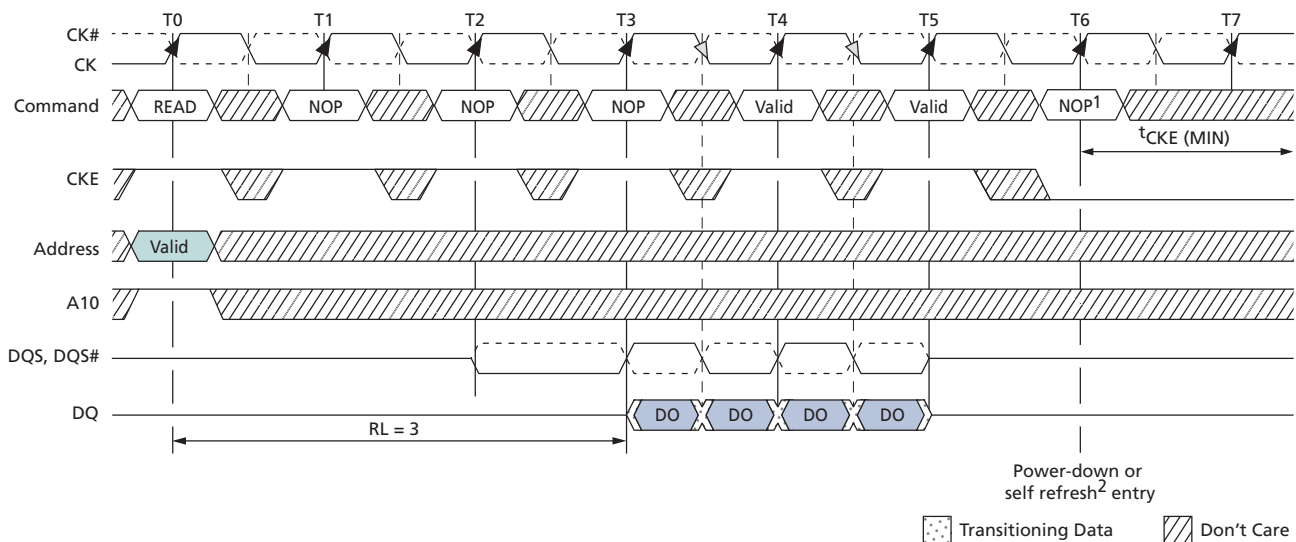 T0 T1 T2 T3 T4 T5 T6 T7
CK#
CK
Command READ NOP NOP NOP Valid Valid NOP1
tCKE (MIN)
CKE
Address Valid
A10
DQS, DQS#
DQ DO DO DO DO
RL = 3
Power-down or
self refresh2 entry
Transitioning Data Don't Care